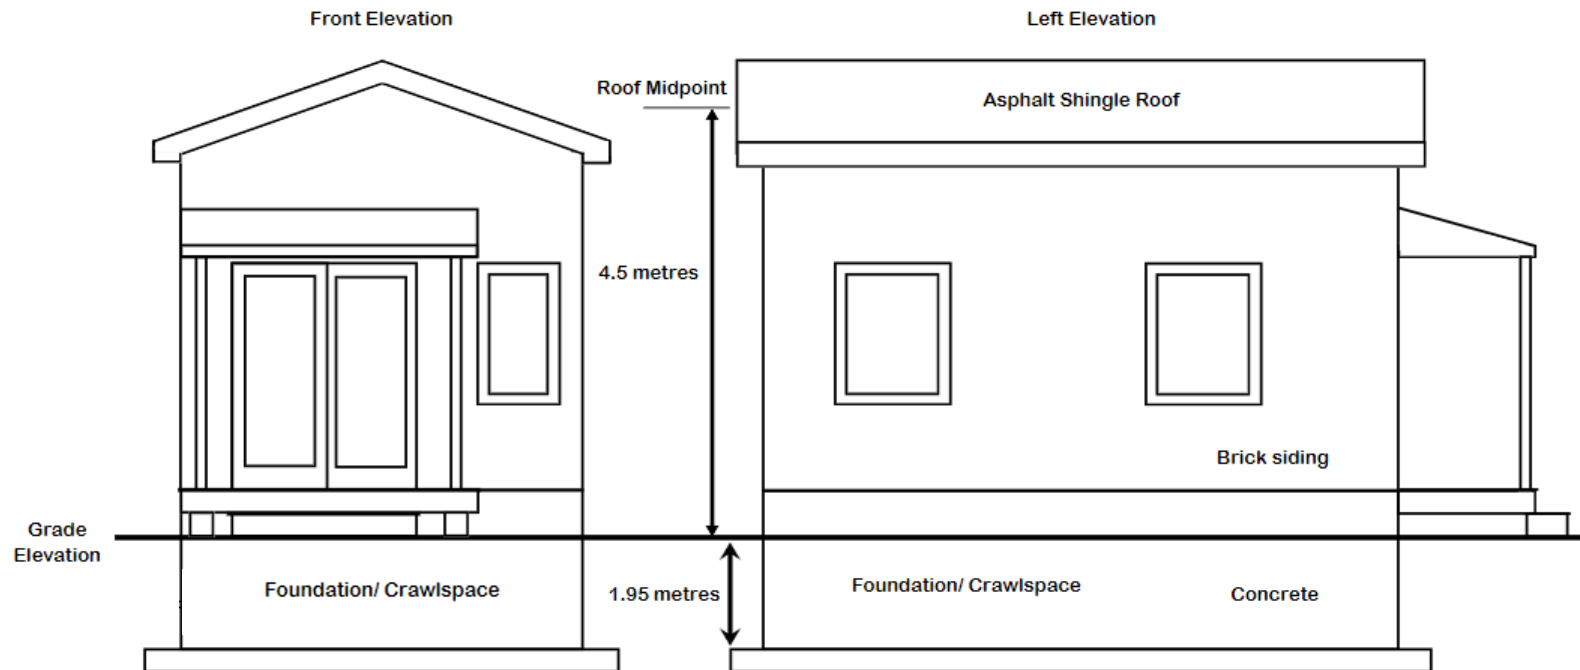 Front Elevation
Left Elevation
Roof Midpoint
Asphalt Shingle Roof
4.5 metres
Brick siding
Grade
Elevation
Foundation/ Crawlspace
1.95 metres
Foundation/ Crawlspace
Concrete